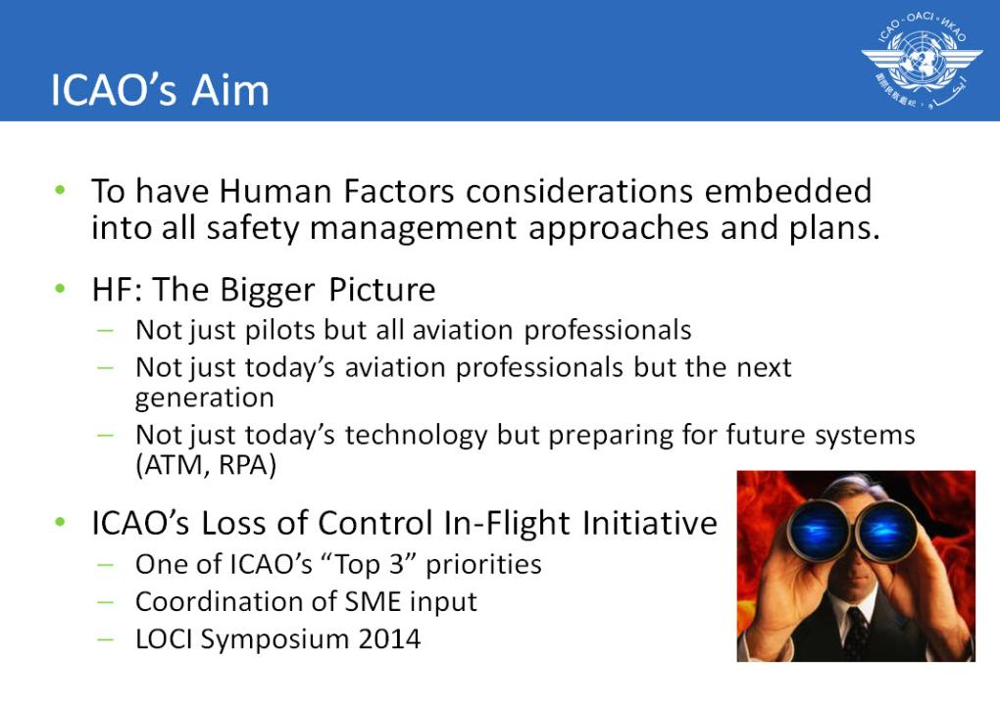 ICAO’s Aim
ICAO · OACI · ИКАО
• To have Human Factors considerations embedded
into all safety management approaches and plans.
• HF: The Bigger Picture
– Not just pilots but all aviation professionals
– Not just today’s aviation professionals but the next
generation
– Not just today’s technology but preparing for future systems
(ATM, RPA)
• ICAO’s Loss of Control In-Flight Initiative
– One of ICAO’s “Top 3” priorities
– Coordination of SME input
– LOCI Symposium 2014